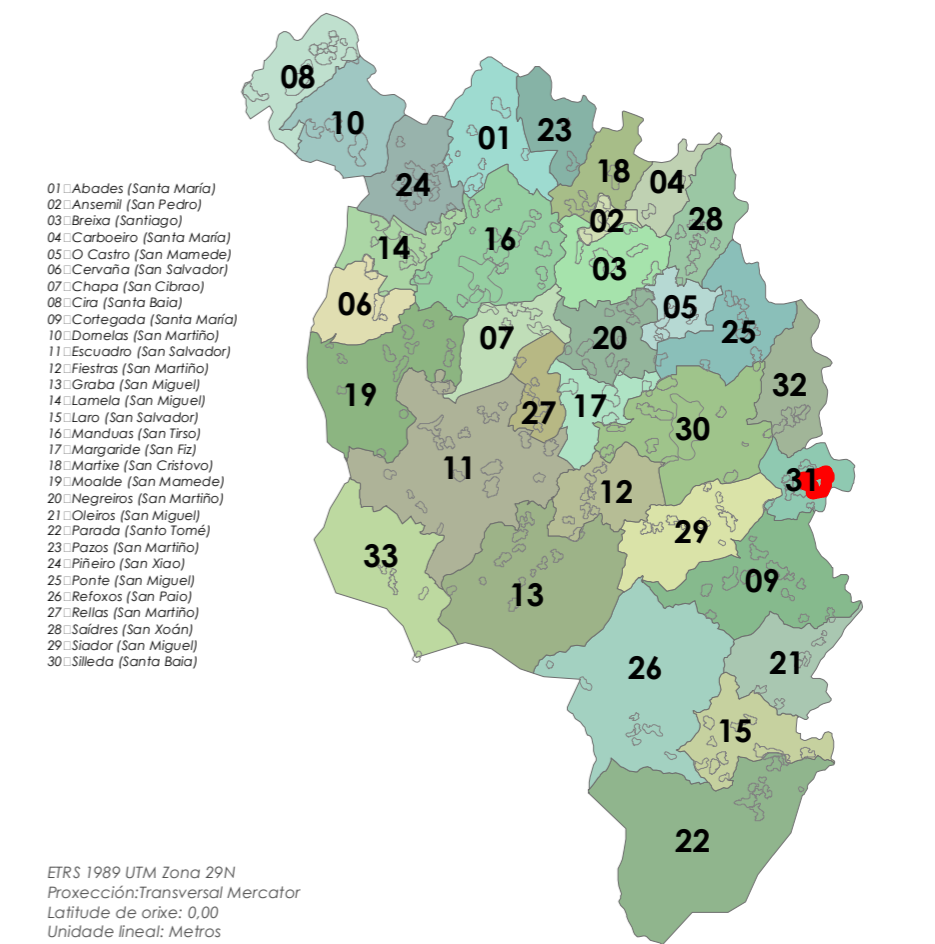 08
10
01
23
24
18
04
02
28
14
16
03
06
05
07
20
25
19
27
17
32
30
11
12
31
29
33
13
09
26
21
15
22
01□Abades (Santa María)
02□Ansemil (San Pedro)
03□Breixa (Santiago)
04□Carboeiro (Santa María)
05□O Castro (San Mamede)
06□Cervaña (San Salvador)
07□Chapa (San Cibrao)
08□Cira (Santa Baia)
09□Cortegada (Santa María)
10□Dornelas (San Martiño)
11□Escuadro (San Salvador)
12□Fiestras (San Martiño)
13□Graba (San Miguel)
14□Lamela (San Miguel)
15□Laro (San Salvador)
16□Manduas (San Tirso)
17□Margaride (San Fiz)
18□Martixe (San Cristovo)
19□Moalde (San Mamede)
20□Negreiros (San Martiño)
21□Oleiros (San Miguel)
22□Parada (Santo Tomé)
23□Pazos (San Martiño)
24□Piñeiro (San Xiao)
25□Ponte (San Miguel)
26□Refoxos (San Paio)
27□Rellas (San Martiño)
28□Saídres (San Xoán)
29□Siador (San Miguel)
30□Silleda (Santa Baia)
ETRS 1989 UTM Zona 29N
Proxección:Transversal Mercator
Latitude de orixe: 0,00
Unidade lineal: Metros